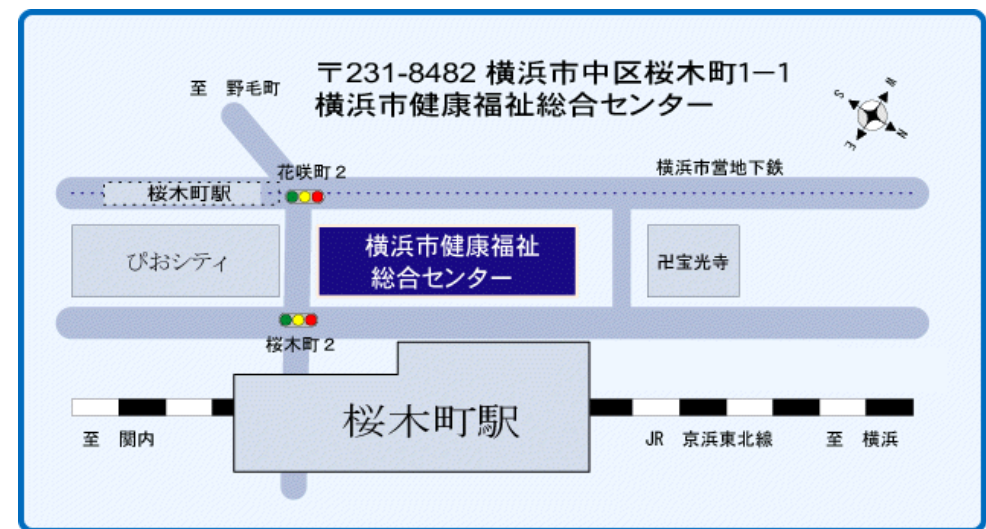 〒231-8482 横浜市中区桜木町1－1
横浜市健康福祉総合センター
至 野毛町
S
W
E
N
花咲町2
横浜市営地下鉄
桜木町駅
ぴおシティ
横浜市健康福祉
総合センター
卍宝光寺
桜木町2
桜木町駅
至 関内
JR 京浜東北線 至 横浜